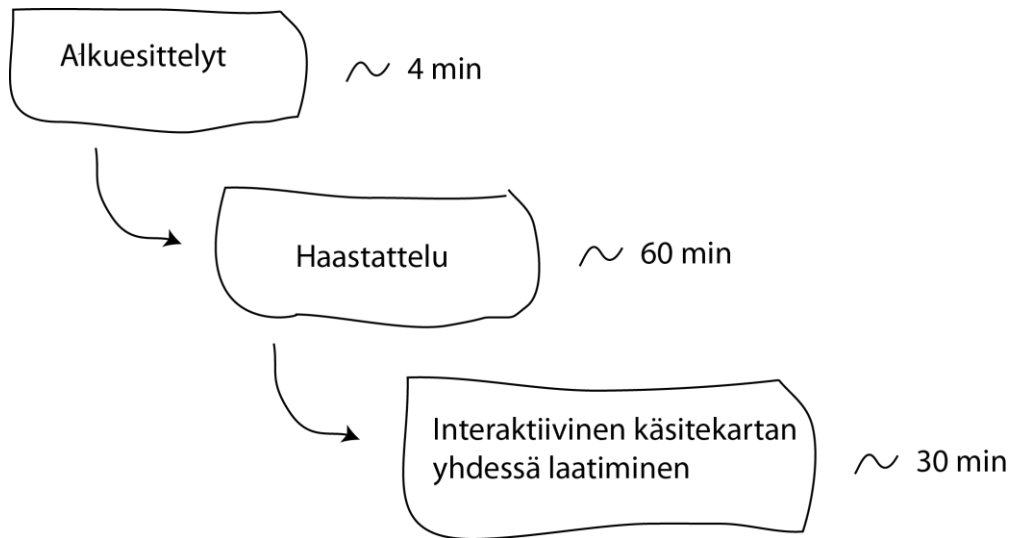 Alkuesittelyt
~ 4 min
Haastattelu
~ 60 min
Interaktiivinen käsitekartan
yhdessä laatiminen
~ 30 min